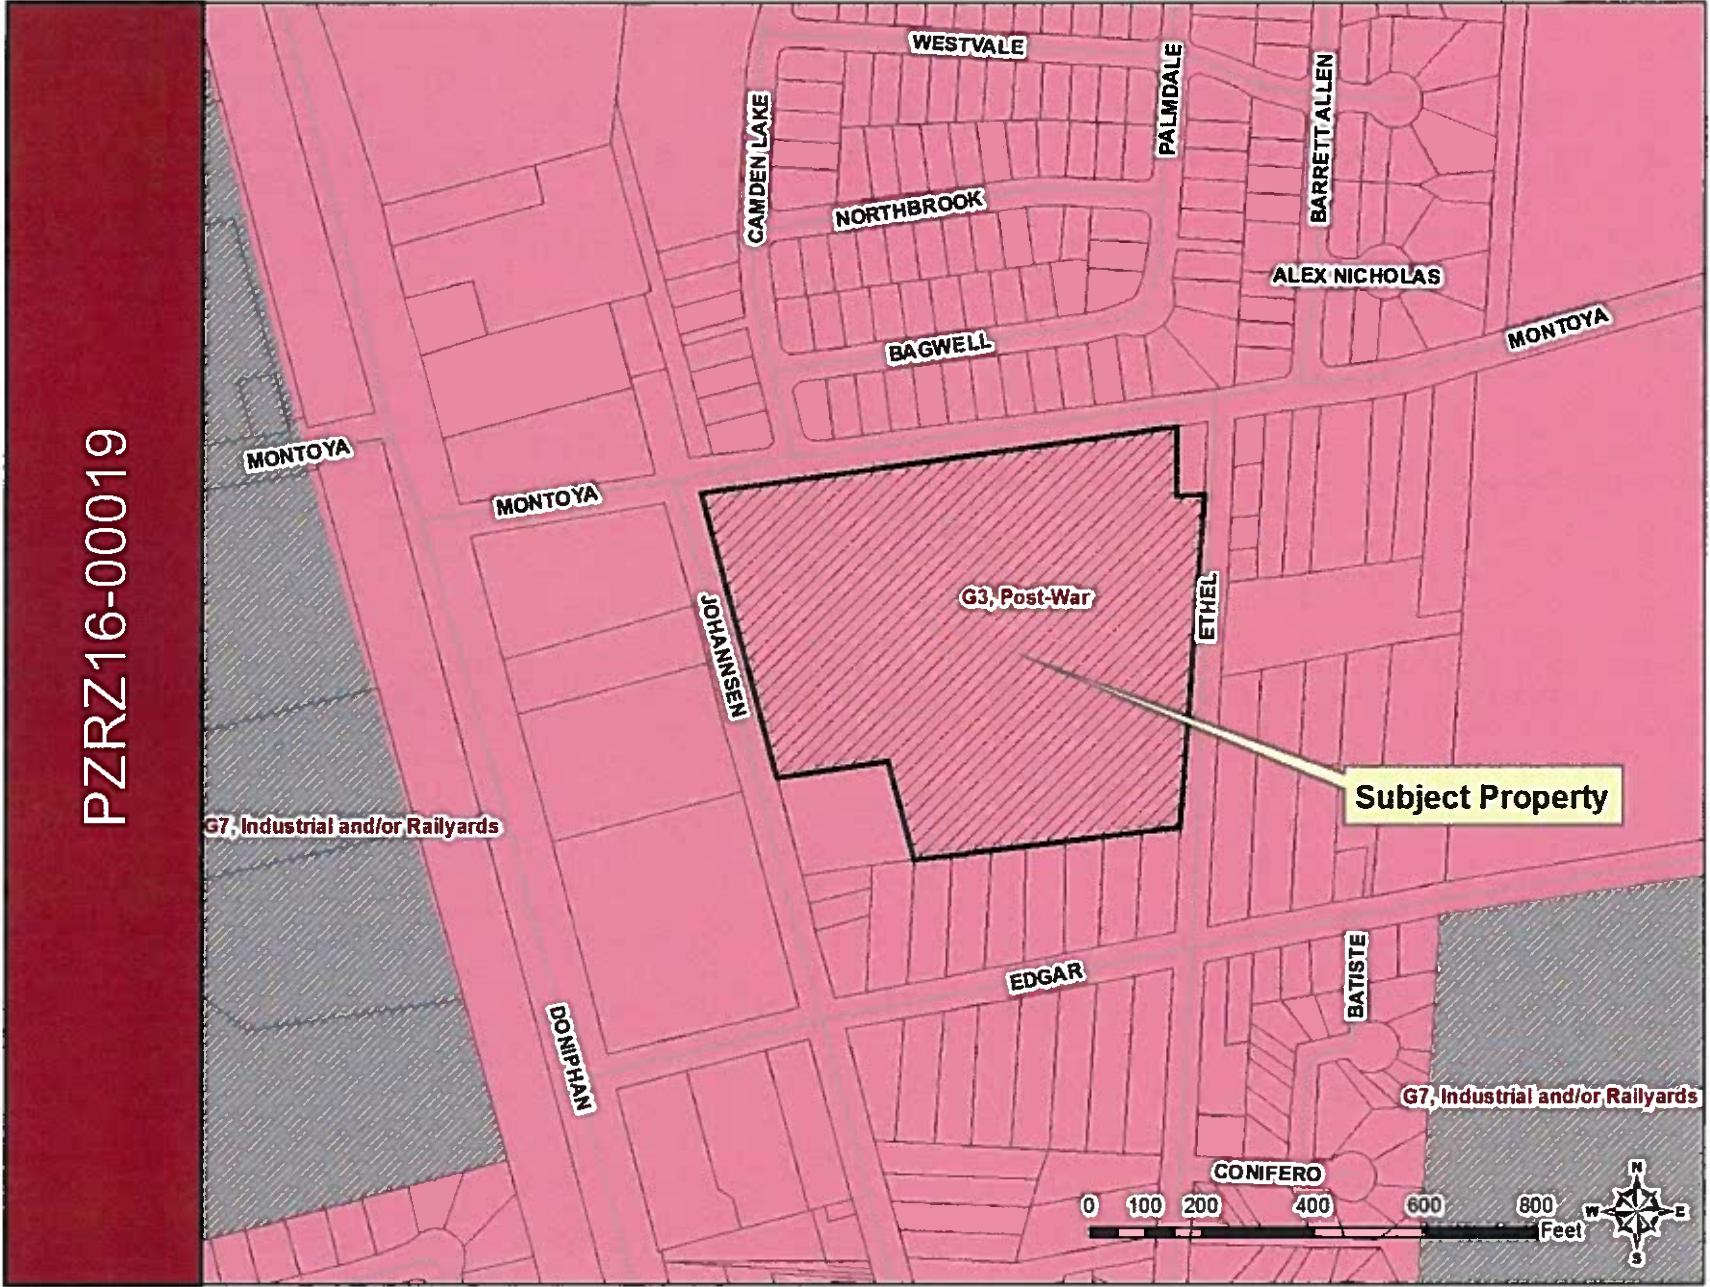 PZRZ16-00019
WESTVALE
PALMDALE
BARRETT ALLEN
CAMDEN LAKE
NORTHBROOK
ALEX NICHOLAS
MONTOYA
BAGWELL
MONTOYA
MONTOYA
G3, Post-War
JOHANNSEN
ETHEL
Subject Property
G7, Industrial and/or Railyards
EDGAR
BATISTE
DONIPHAN
G7, Industrial and/or Railyards
CONIFERO
0 100 200 400 600 800
Feet
N
W E
S